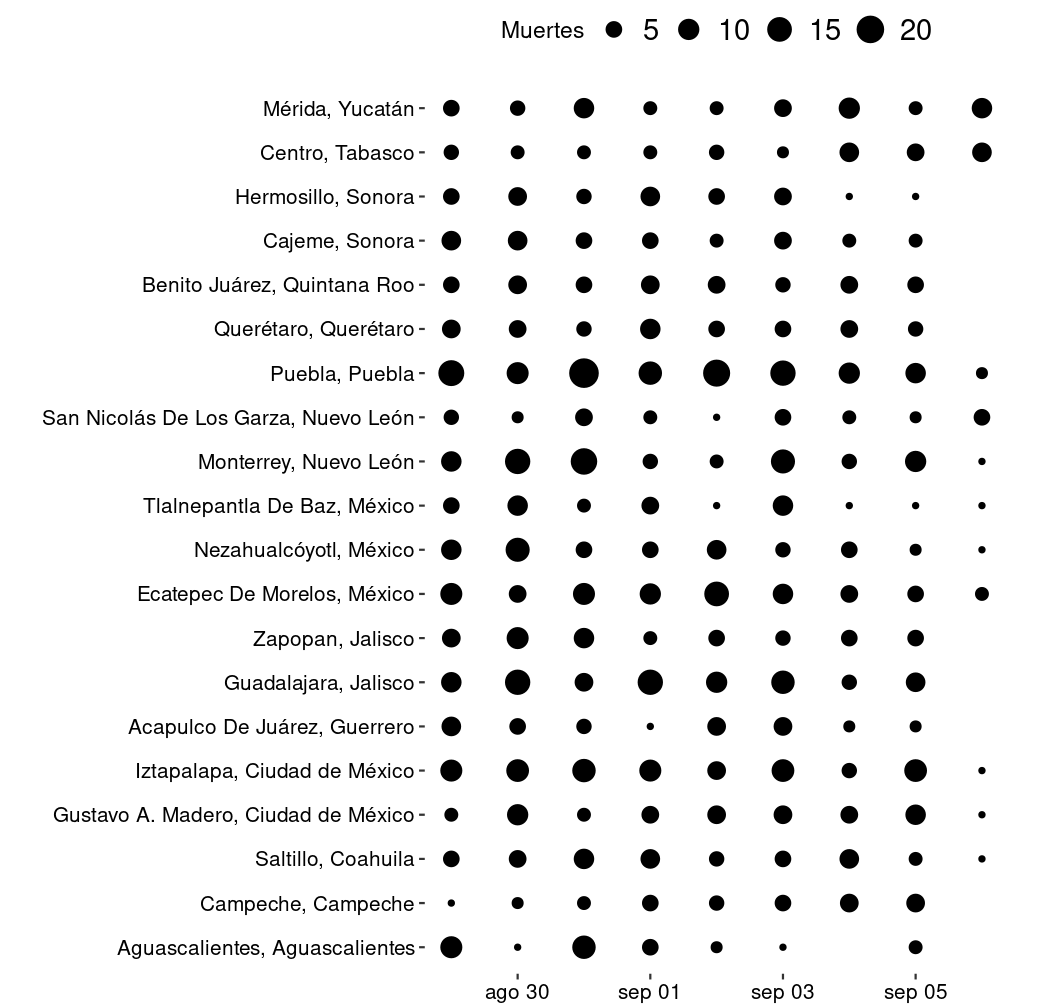 Muertes 5 10 15 20
Mérida, Yucatán
Centro, Tabasco
Hermosillo, Sonora
Cajeme, Sonora
Benito Juárez, Quintana Roo
Querétaro, Querétaro
Puebla, Puebla
San Nicolás De Los Garza, Nuevo León
Monterrey, Nuevo León
Tlalnepantla De Baz, México
Nezahualcóyotl, México
Ecatepec De Morelos, México
Zapopan, Jalisco
Guadalajara, Jalisco
Acapulco De Juárez, Guerrero
Iztapalapa, Ciudad de México
Gustavo A. Madero, Ciudad de México
Saltillo, Coahuila
Campeche, Campeche
Aguascalientes, Aguascalientes
ago 30 sep 01 sep 03 sep 05